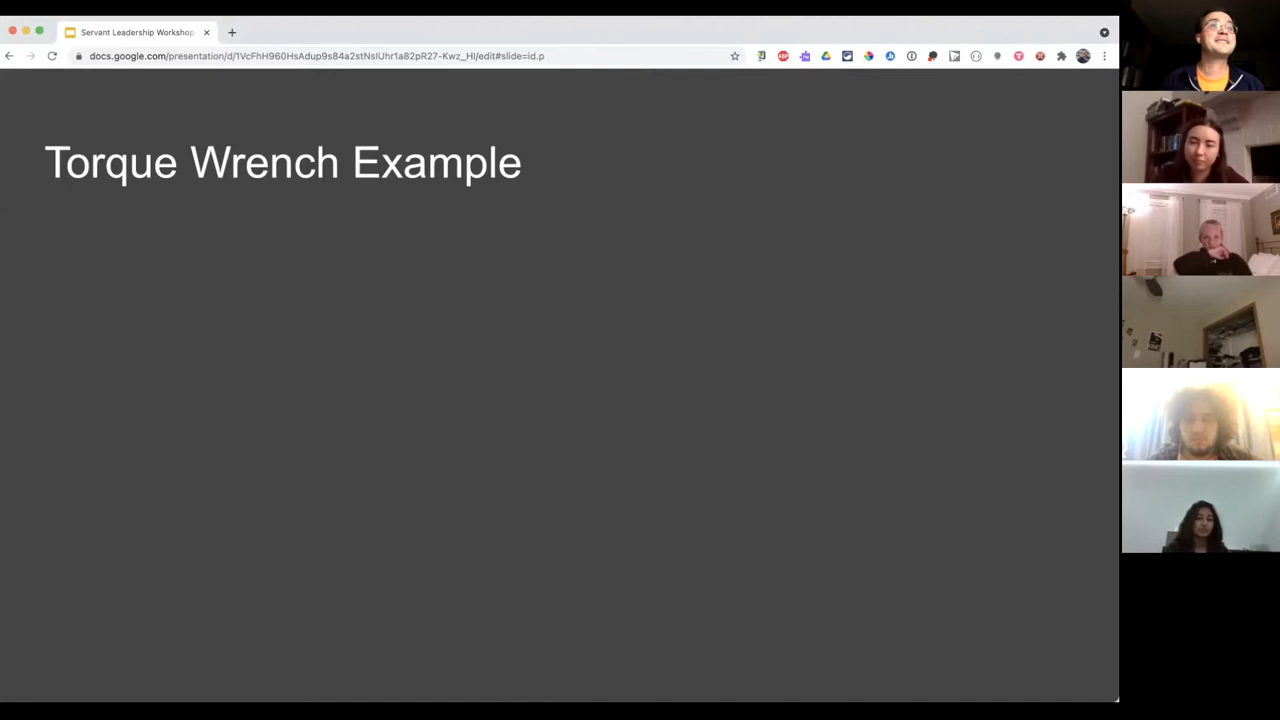 Servant Leadership Workshop
docs.google.com/presentation/d/1VcFhH960HsAdup9s84a2stNsIUhr1a82pR27-Kwz_HI/edit#slide=id.p
Torque Wrench Example